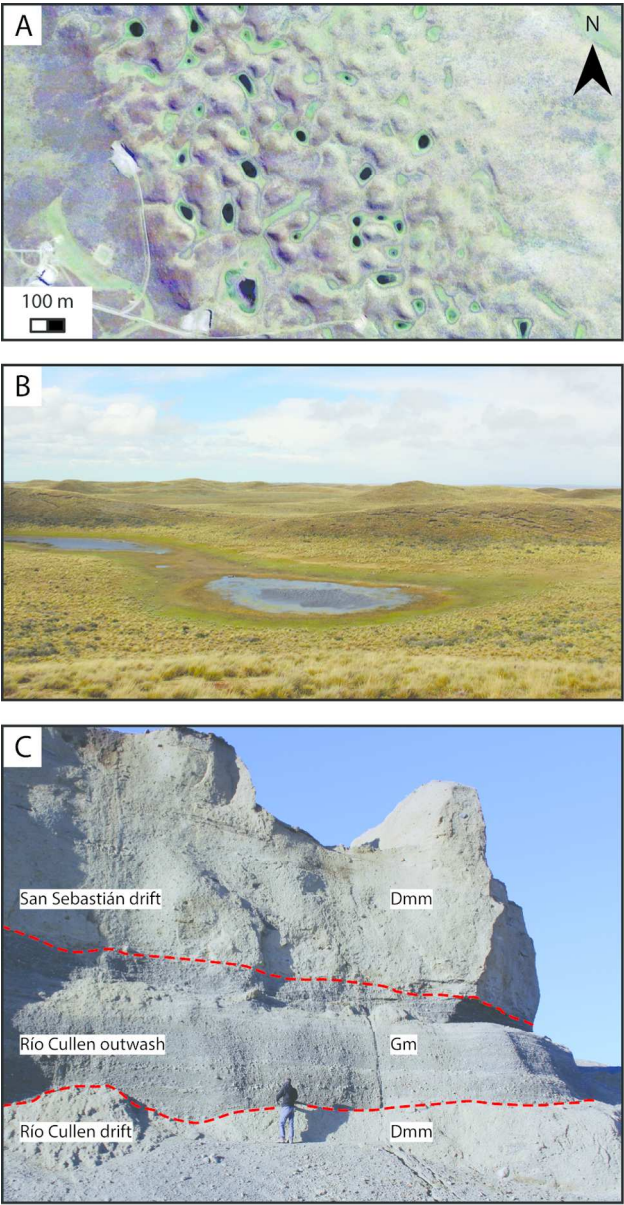 A
N
100 m
B
C
San Sebastián drift
Dmm
Río Cullen outwash
Gm
Río Cullen drift
Dmm